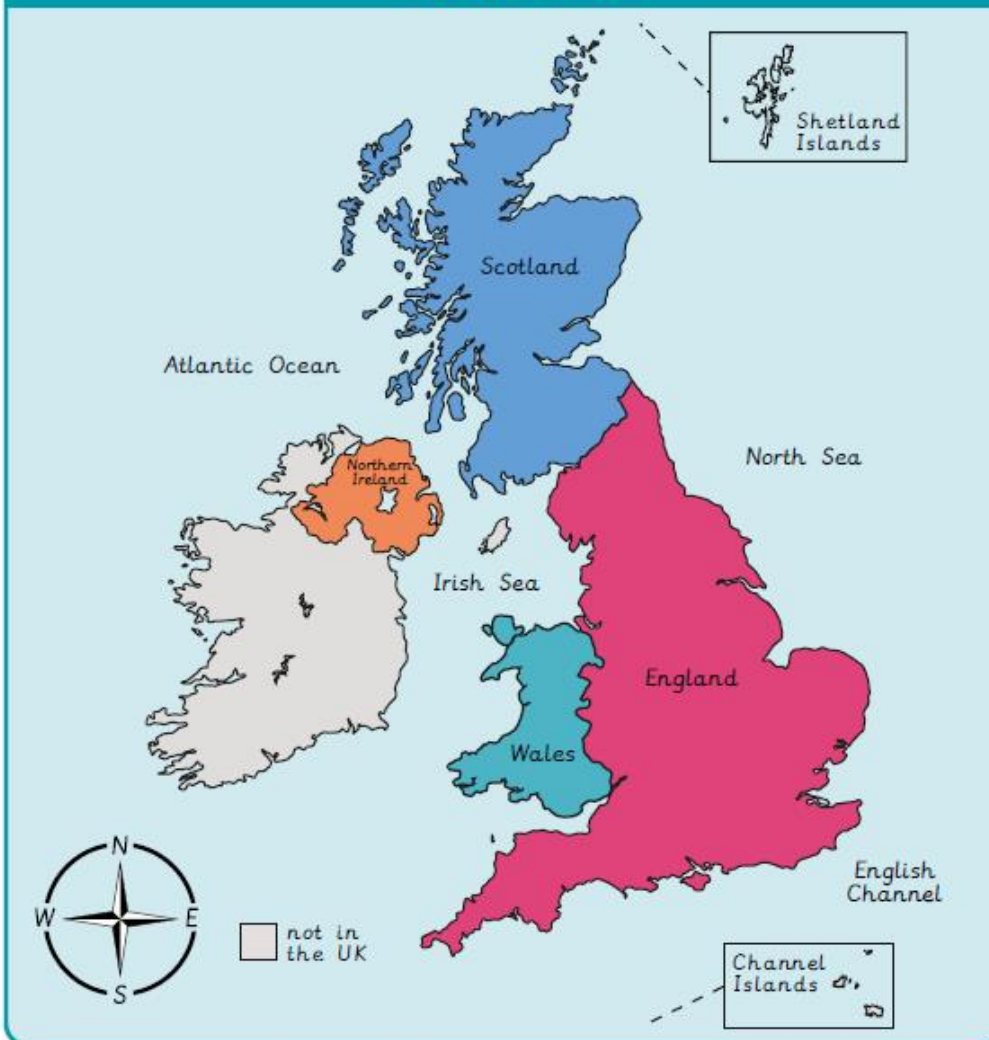 Shetland
Islands
Scotland
Atlantic Ocean
North Sea
Northern
Ireland
Irish Sea
England
Wales
English
Channel
N
W
E
S
not in
the UK
Channel
Islands